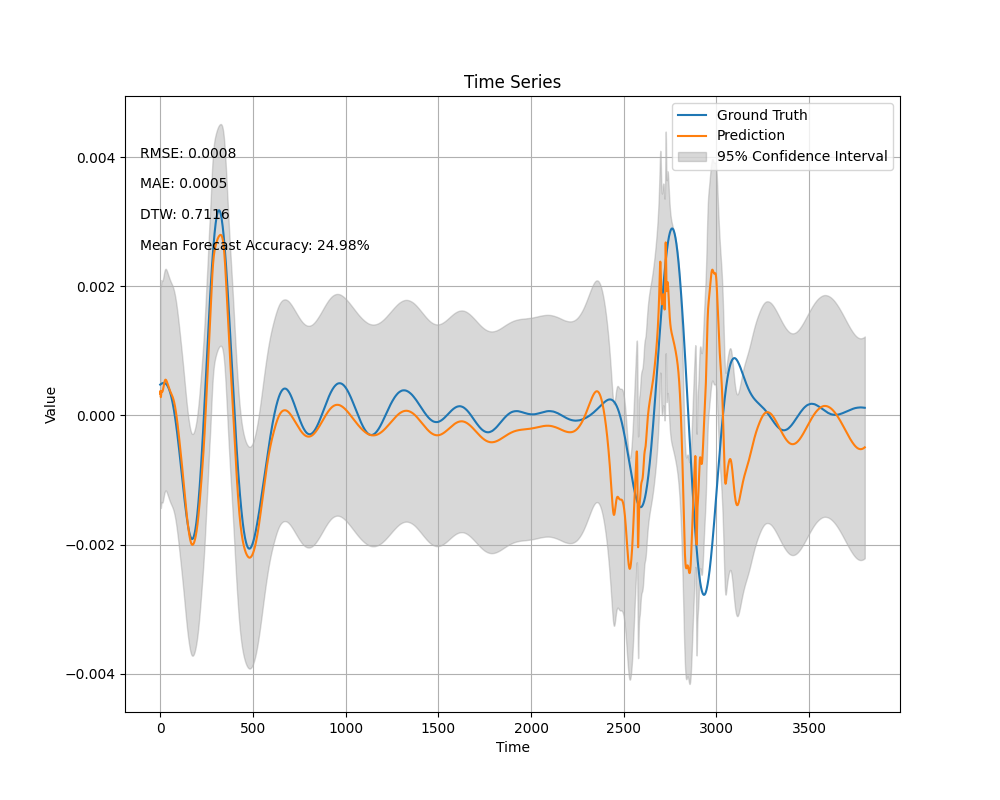 Time Series
Ground Truth
Prediction
95% Confidence Interval
RMSE: 0.0008
MAE: 0.0005
DTW: 0.7116
Mean Forecast Accuracy: 24.98%
0.004
0.002
0.000
−0.002
−0.004
Value
0 500 1000 1500 2000 2500 3000 3500
Time